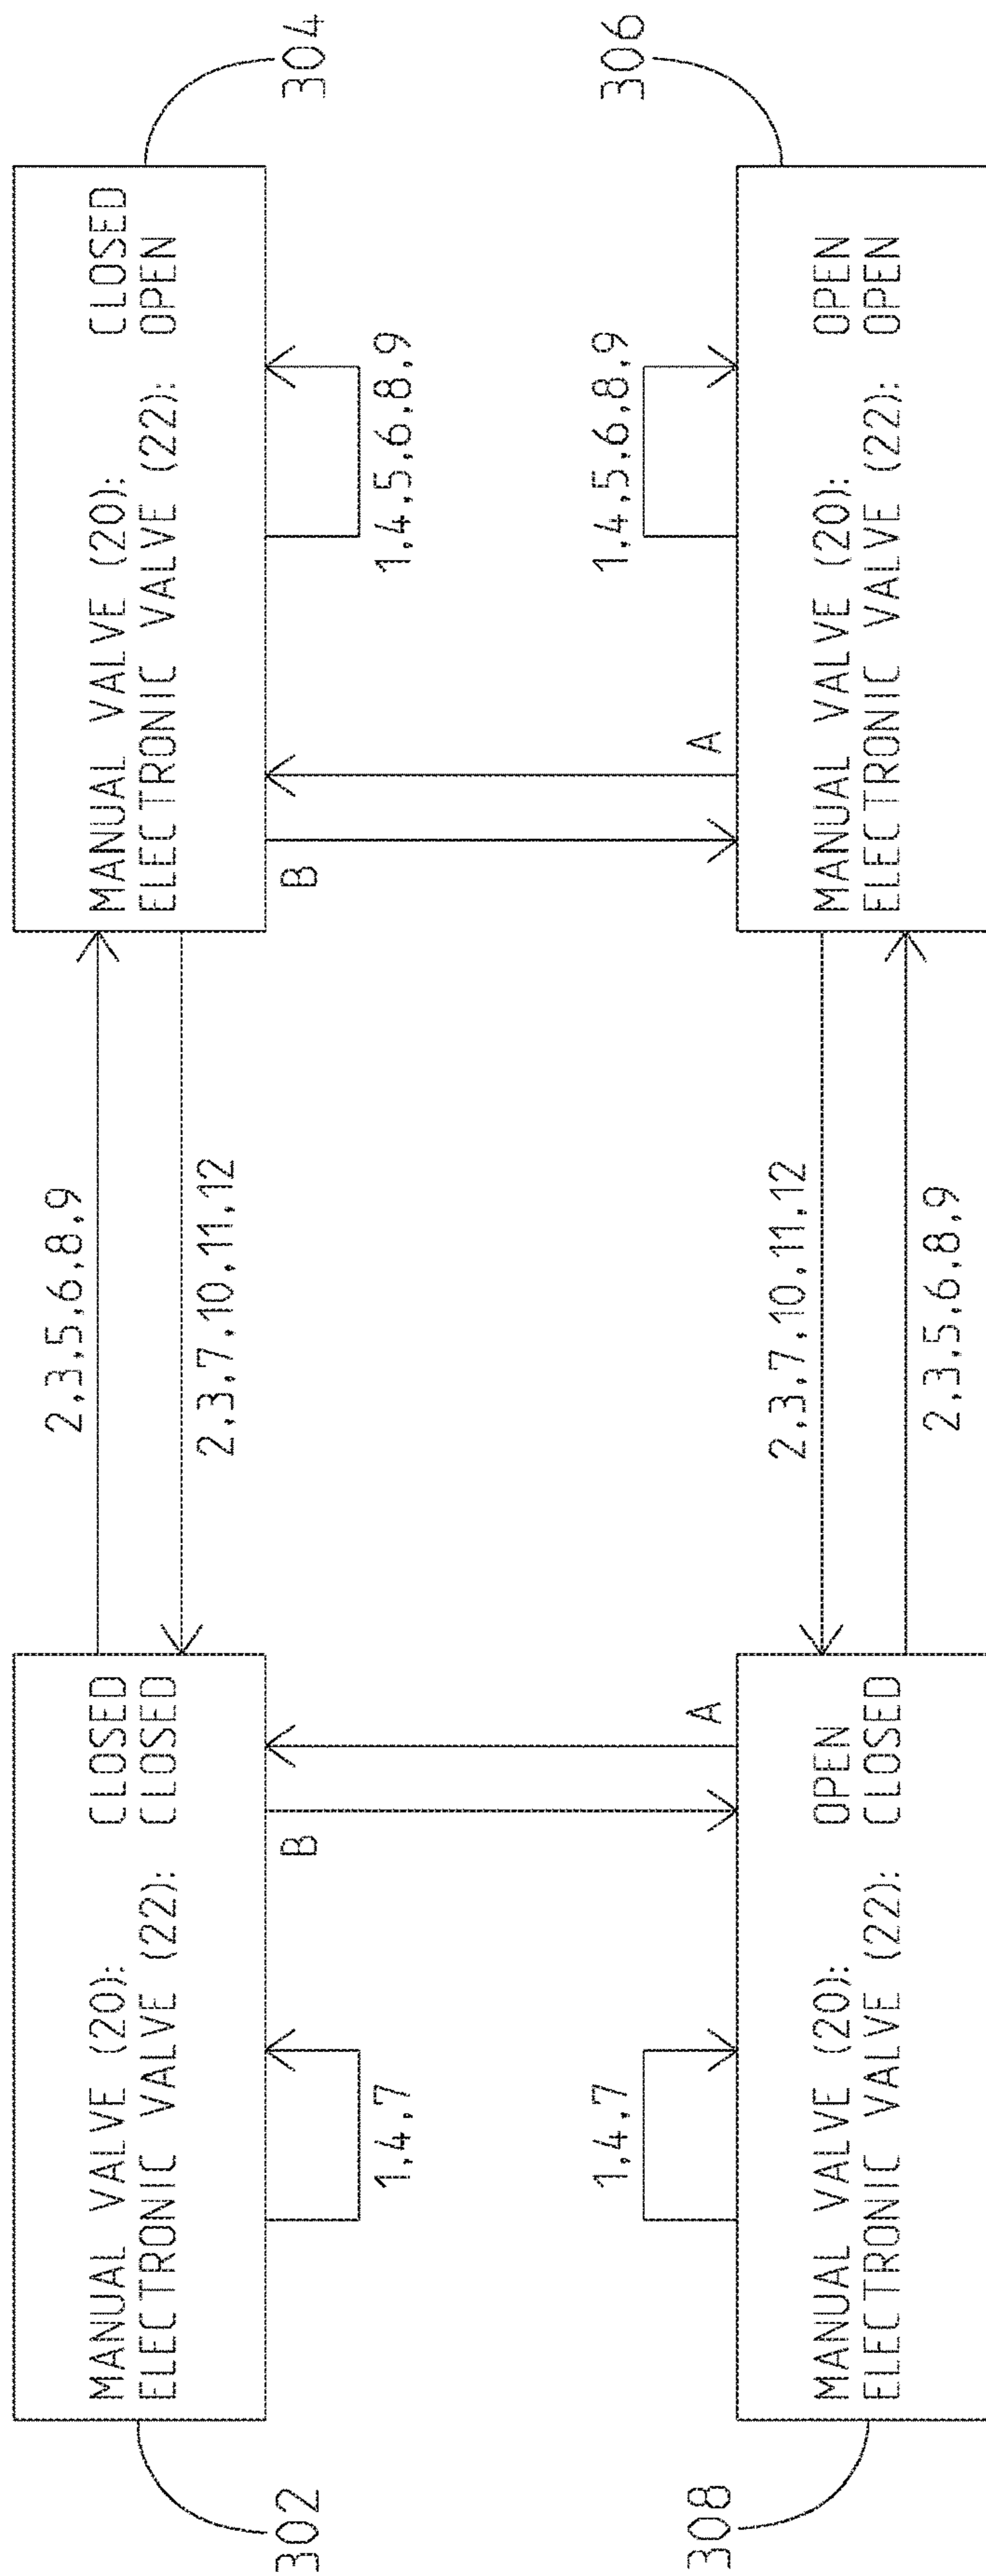 302
MANUAL VALVE (20): CLOSED
ELECTRONIC VALVE (22): CLOSED
1,4,7
B
A
2,3,5,6,8,9
2,3,7,10,11,12
304
MANUAL VALVE (20): CLOSED
ELECTRONIC VALVE (22): OPEN
B
A
1,4,5,6,8,9
308
1,4,7
MANUAL VALVE (20): OPEN
ELECTRONIC VALVE (22): CLOSED
2,3,7,10,11,12
2,3,5,6,8,9
306
1,4,5,6,8,9
MANUAL VALVE (20): OPEN
ELECTRONIC VALVE (22): OPEN